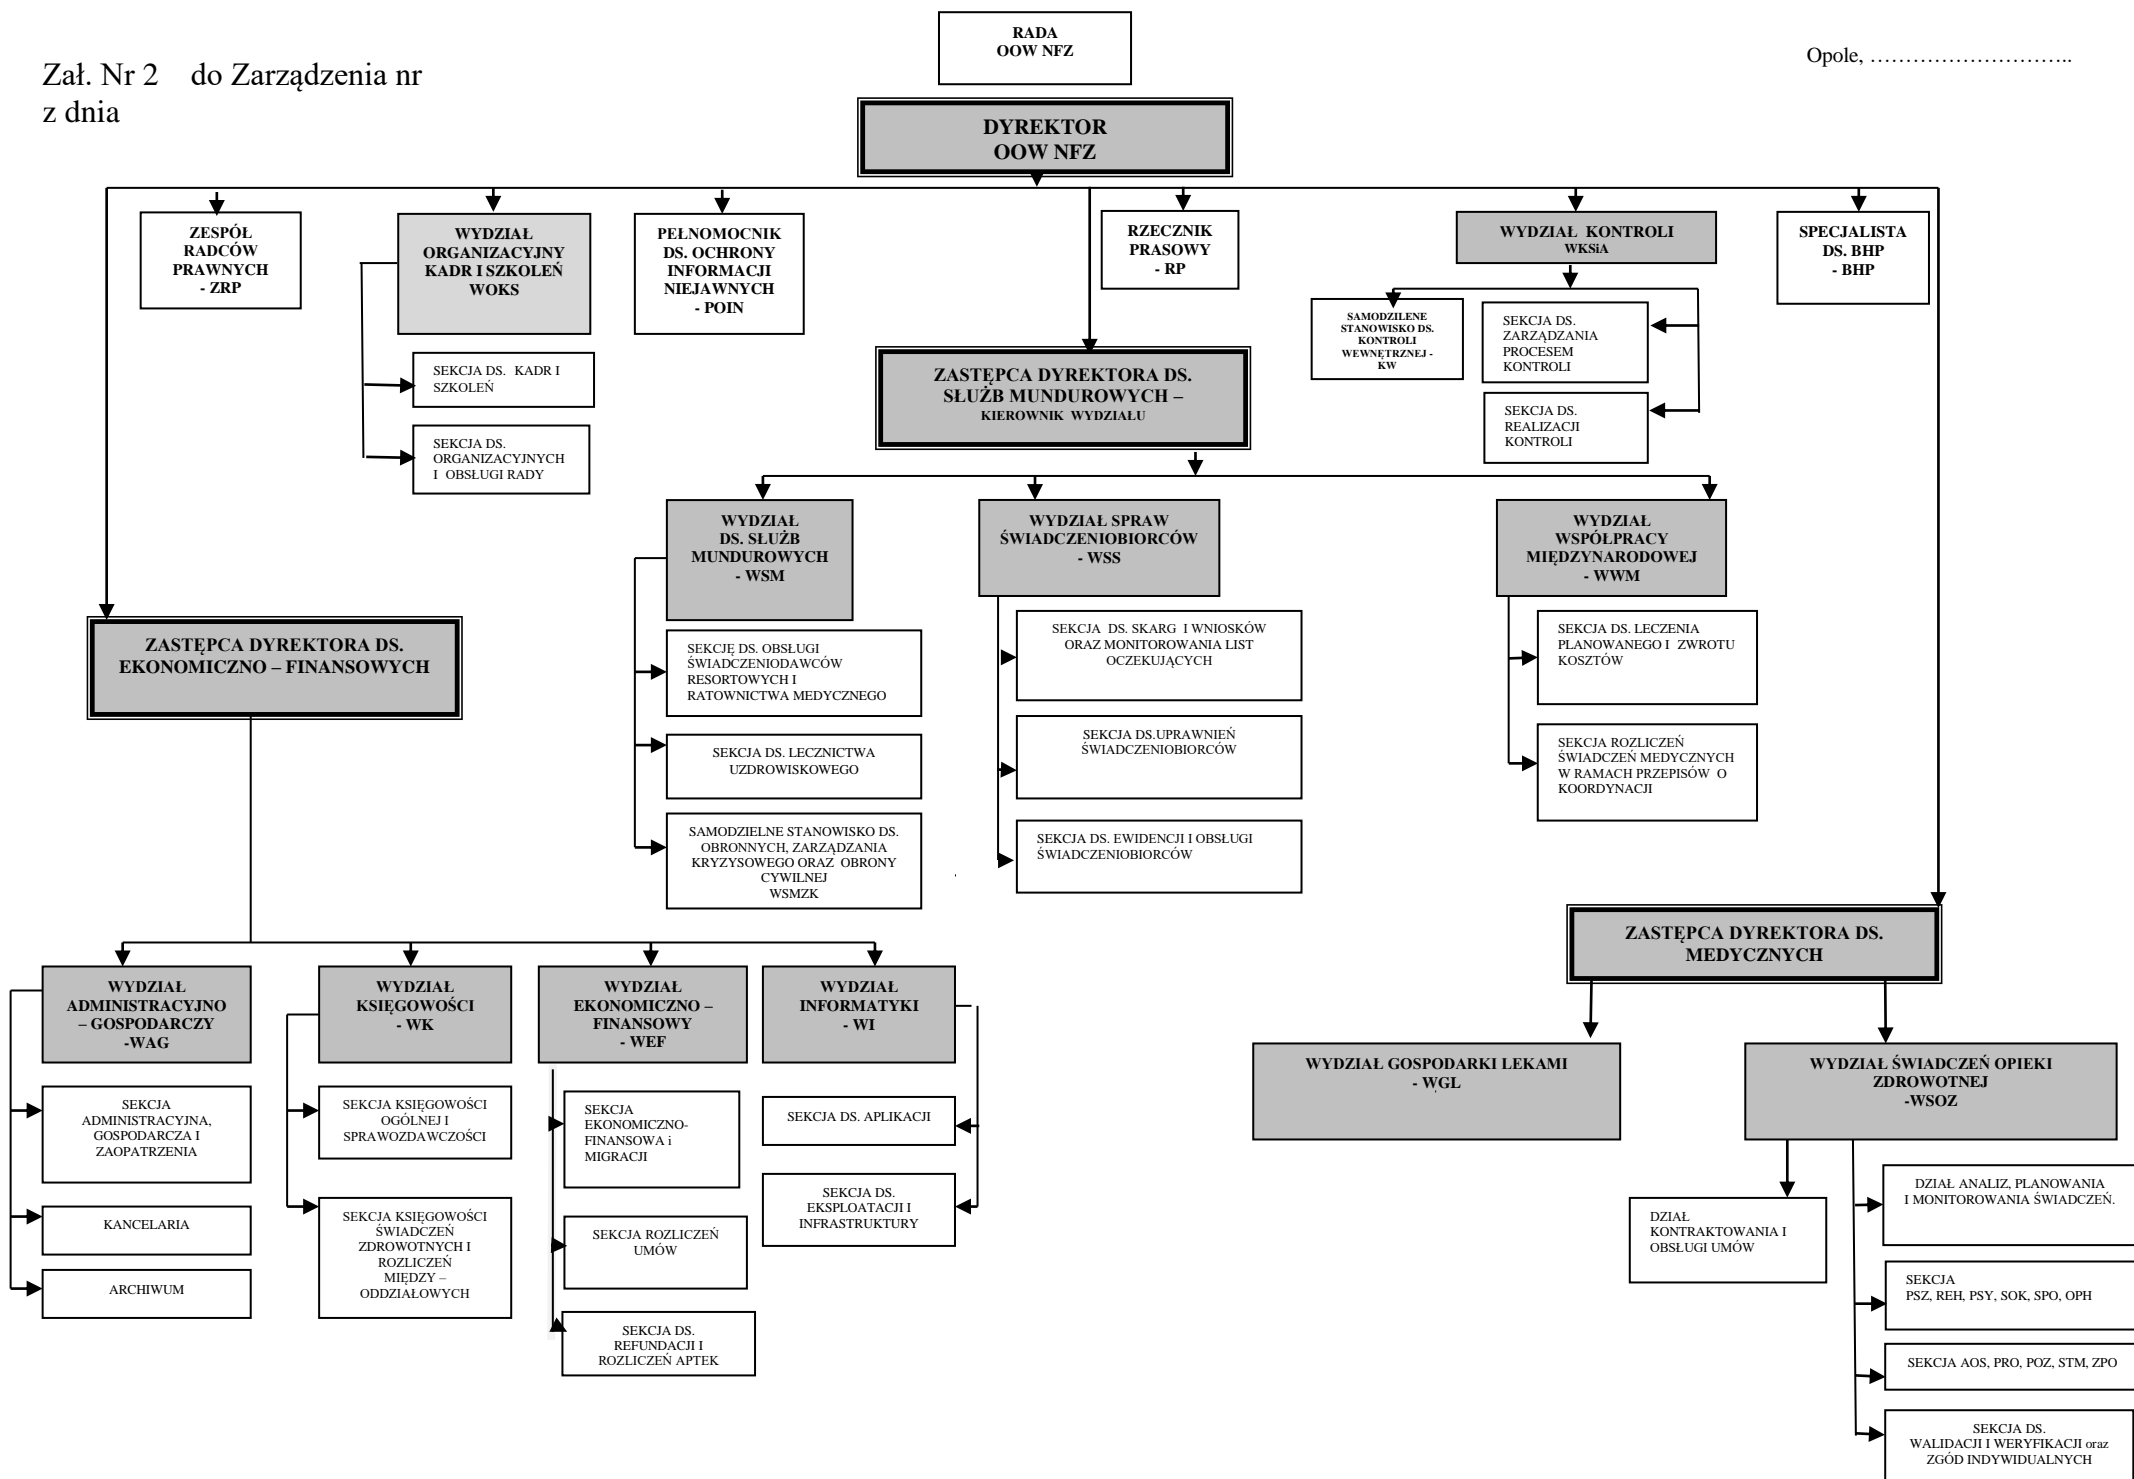 RADA
OOW NFZ
Opole, ………………………..
Zał. Nr 2    do Zarządzenia nr
z dnia
DYREKTOR
OOW NFZ
ZESPÓŁ
RADCÓW
PRAWNYCH
- ZRP
WYDZIAŁ
ORGANIZACYJNY
KADR I SZKOLEŃ
WOKS
PEŁNOMOCNIK
DS. OCHRONY
INFORMACJI
NIEJAWNYCH
- POIN
RZECZNIK
PRASOWY
- RP
WYDZIAŁ  KONTROLI
WKSiA
SPECJALISTA
DS. BHP
- BHP
SEKCJA DS.  KADR I
SZKOLEŃ
SEKCJA DS.
ORGANIZACYJNYCH
I  OBSŁUGI RADY
SAMODZILENE
STANOWISKO DS.
KONTROLI
WEWNĘTRZNEJ -
KW
SEKCJA DS.
ZARZĄDZANIA
PROCESEM
KONTROLI
SEKCJA DS.
REALIZACJI
KONTROLI
ZASTĘPCA DYREKTORA DS.
SŁUŻB MUNDUROWYCH –
KIEROWNIK  WYDZIAŁU
WYDZIAŁ
DS. SŁUŻB
MUNDUROWYCH
- WSM
WYDZIAŁ SPRAW
ŚWIADCZENIOBIORCÓW
- WSS
WYDZIAŁ
WSPÓŁPRACY
MIĘDZYNARODOWEJ
- WWM
SEKCJĘ DS. OBSŁUGI
ŚWIADCZENIODAWCÓW
RESORTOWYCH I
RATOWNICTWA MEDYCZNEGO
SEKCJA DS. LECZNICTWA
UZDROWISKOWEGO
SAMODZIELNE STANOWISKO DS.
OBRONNYCH, ZARZĄDZANIA
KRYZYSOWEGO ORAZ  OBRONY
CYWILNEJ
WSMZK
SEKCJA  DS. SKARG  I WNIOSKÓW
ORAZ MONITOROWANIA LIST
OCZEKUJĄCYCH
SEKCJA DS.UPRAWNIEŃ
ŚWIADCZENIOBIORCÓW
SEKCJA DS. EWIDENCJI I OBSŁUGI
ŚWIADCZENIOBIORCÓW
SEKCJA DS. LECZENIA
PLANOWANEGO I  ZWROTU
KOSZTÓW
SEKCJA ROZLICZEŃ
ŚWIADCZEŃ MEDYCZNYCH
W RAMACH PRZEPISÓW  O
KOORDYNACJI
ZASTĘPCA DYREKTORA DS.
EKONOMICZNO – FINANSOWYCH
WYDZIAŁ
ADMINISTRACYJNO
– GOSPODARCZY
-WAG
WYDZIAŁ
KSIĘGOWOŚCI
- WK
WYDZIAŁ
EKONOMICZNO –
FINANSOWY
- WEF
WYDZIAŁ
INFORMATYKI
- WI
SEKCJA
ADMINISTRACYJNA,
GOSPODARCZA I
ZAOPATRZENIA
KANCELARIA
ARCHIWUM
SEKCJA KSIĘGOWOŚCI
OGÓLNEJ I
SPRAWOZDAWCZOŚCI
SEKCJA KSIĘGOWOŚCI
ŚWIADCZEŃ
ZDROWOTNYCH I
ROZLICZEŃ
MIĘDZY –
ODDZIAŁOWYCH
SEKCJA
EKONOMICZNO-
FINANSOWA i
MIGRACJI
SEKCJA ROZLICZEŃ
UMÓW
SEKCJA DS.
REFUNDACJI I
ROZLICZEŃ APTEK
SEKCJA DS. APLIKACJI
SEKCJA DS.
EKSPLOATACJI I
INFRASTRUKTURY
ZASTĘPCA DYREKTORA DS.
MEDYCZNYCH
WYDZIAŁ GOSPODARKI LEKAMI
- WGL
WYDZIAŁ ŚWIADCZEŃ OPIEKI
ZDROWOTNEJ
-WSOZ
DZIAŁ
KONTRAKTOWANIA I
OBSŁUGI UMÓW
DZIAŁ ANALIZ, PLANOWANIA
I MONITOROWANIA ŚWIADCZEŃ.
SEKCJA
PSZ, REH, PSY, SOK, SPO, OPH
SEKCJA AOS, PRO, POZ, STM, ZPO
SEKCJA DS.
WALIDACJI I WERYFIKACJI oraz
ZGÓD INDYWIDUALNYCH